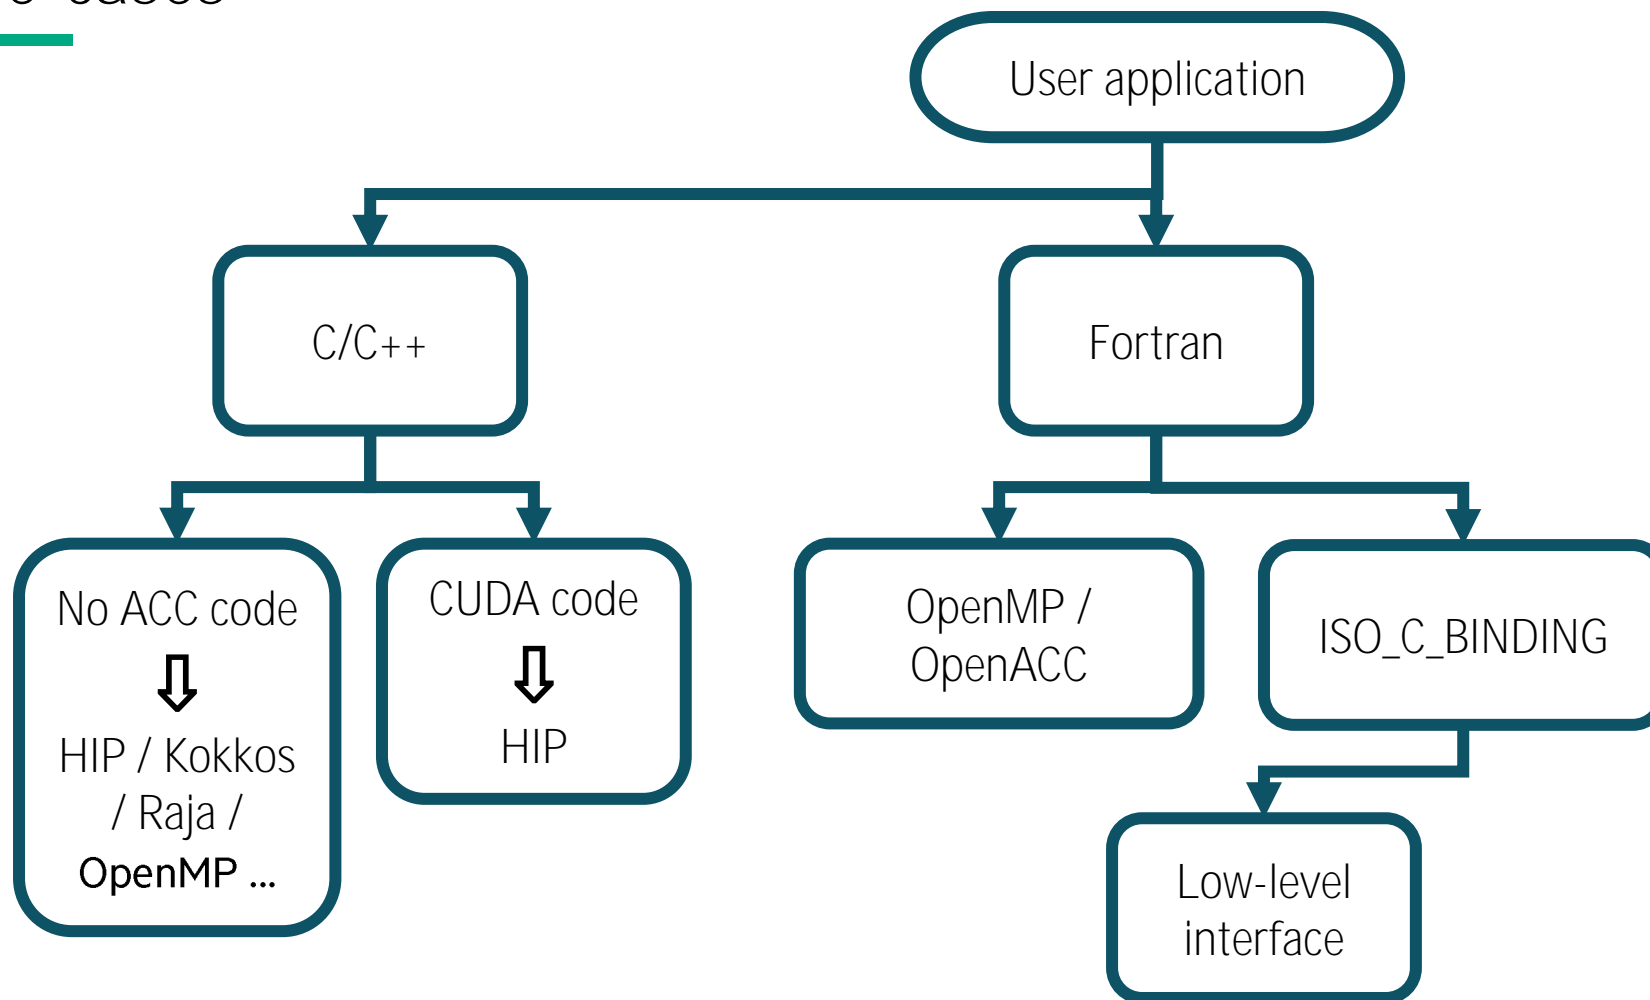 User application
C/C++
Fortran
No ACC code
HIP / Kokkos
/ Raja /
OpenMP ...
CUDA code
HIP
OpenMP /
OpenACC
ISO_C_BINDING
Low-level
interface